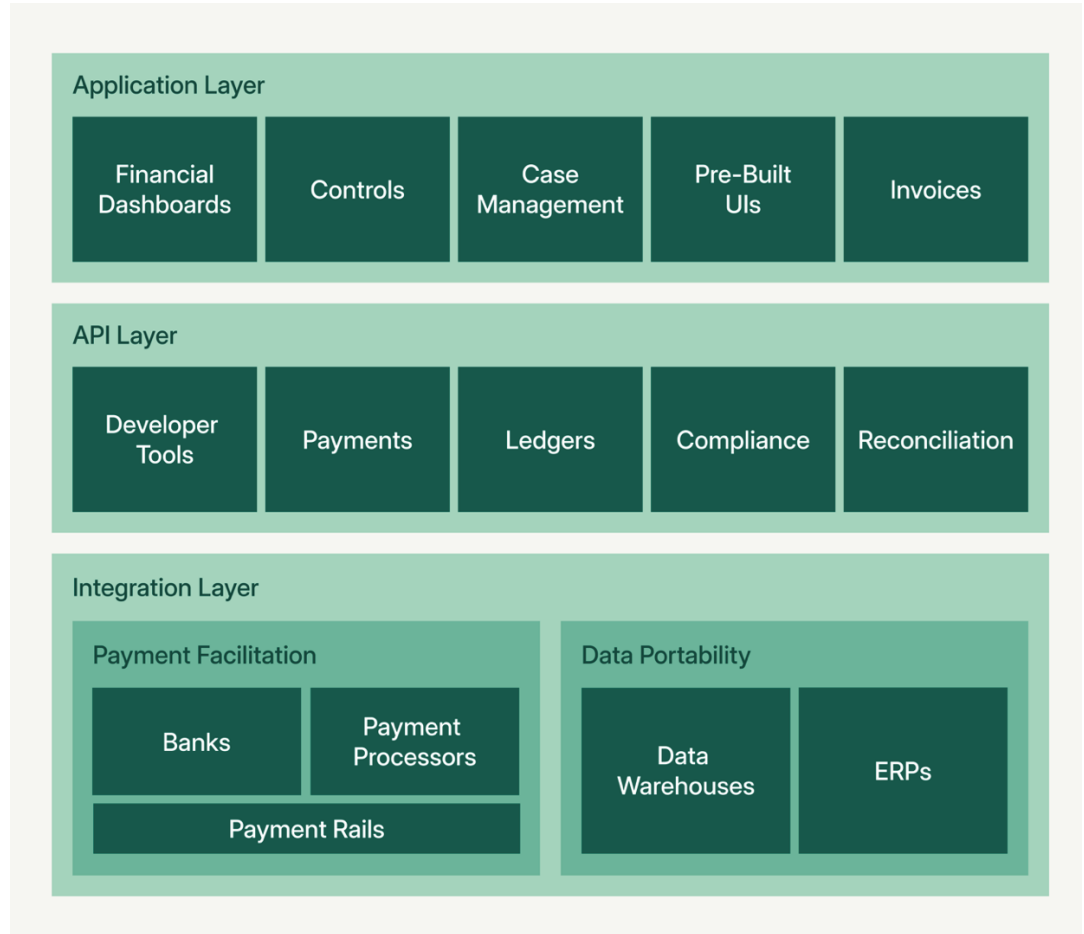 Application Layer
Financial
Dashboards
Controls
Case
Management
Pre-Built
UIs
Invoices
API Layer
Developer
Tools
Payments
Ledgers
Compliance
Reconciliation
Integration Layer
Payment Facilitation
Banks
Payment
Processors
Payment Rails
Data Portability
Data
Warehouses
ERPs